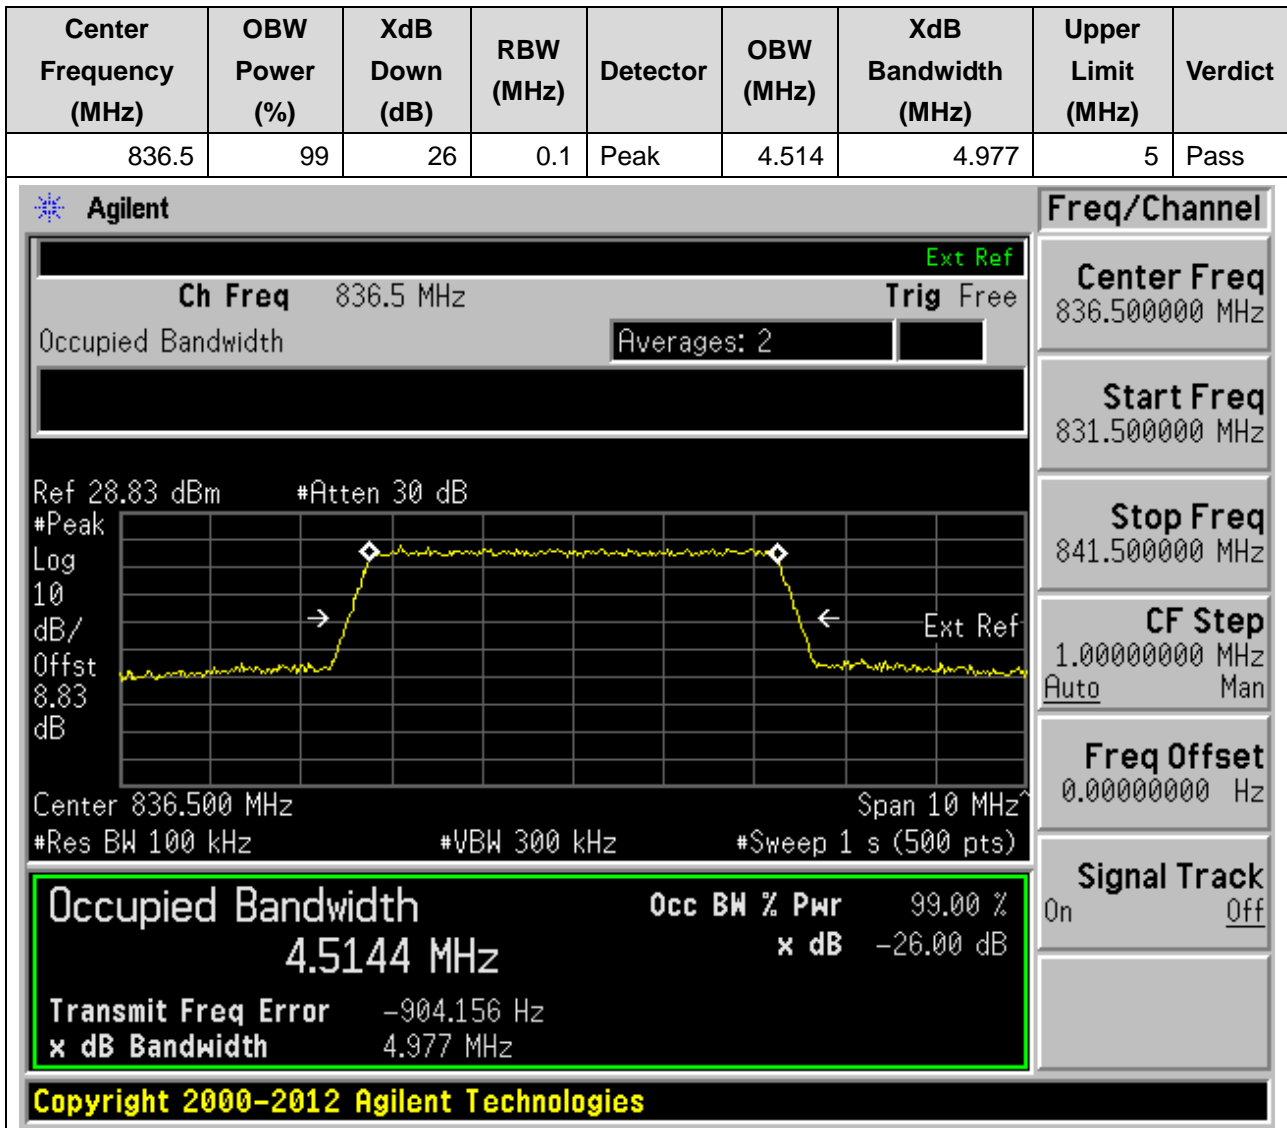 Center Frequency (MHz) OBW Power (%) XdB Down (dB) RBW (MHz) Detector OBW (MHz) XdB Bandwidth (MHz) Upper Limit (MHz) Verdict
836.5 99 26 0.1 Peak 4.514 4.977 5 Pass
Agilent
Freq/Channel
Ext Ref
Ch Freq 836.5 MHz Trig Free
Occupied Bandwidth Averages: 2
Ref 28.83 dBm #Atten 30 dB
#Peak
Log
10
dB/
Offst
8.83
dB
Ext Ref
Center 836.500 MHz Span 10 MHz^
#Res BW 100 kHz #VBW 300 kHz #Sweep 1 s (500 pts)
Occupied Bandwidth Occ BW % Pwr 99.00 %
4.5144 MHz x dB -26.00 dB
Transmit Freq Error -904.156 Hz
x dB Bandwidth 4.977 MHz
Center Freq
836.500000 MHz
Start Freq
831.500000 MHz
Stop Freq
841.500000 MHz
CF Step
1.00000000 MHz
Auto Man
Freq Offset
0.00000000 Hz
Signal Track
On Off
Copyright 2000-2012 Agilent Technologies